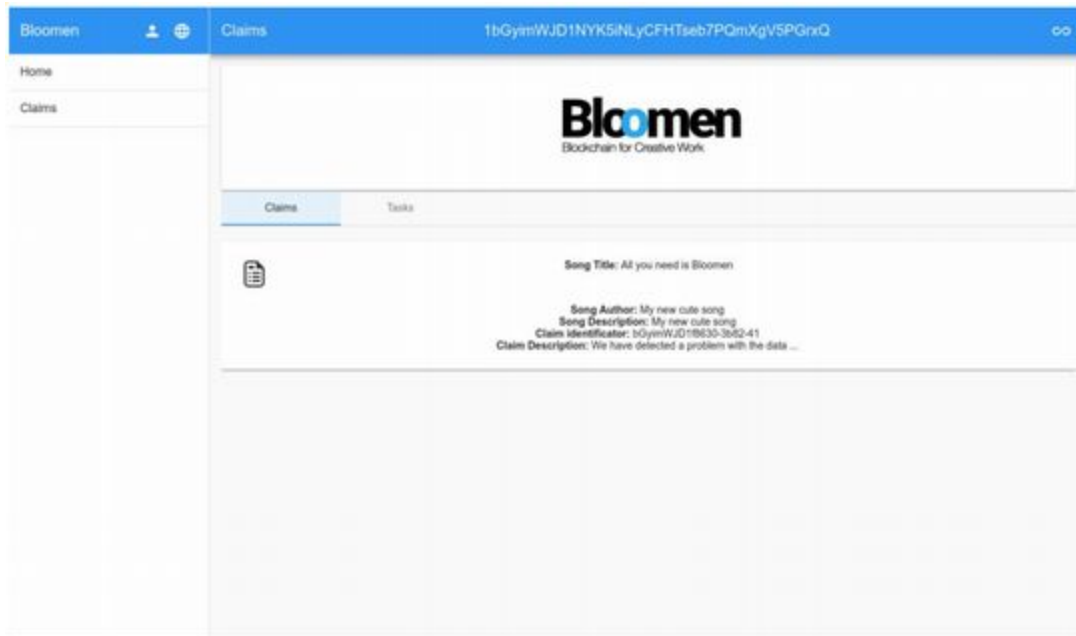 Bloomen
Claims
1bGyimWJD1NYK5iNLyCFHTseb7PQmXgV5PGrxQ
Home
Claims
Bloomen
Blockchain for Creative Work
Claims
Tasks
Song Title: All you need is Bloomen
Song Author: My new cute song
Song Description: My new cute song
Claim identificator: bGyimWJD1f8630-3b82-41
Claim Description: We have detected a problem with the data ...